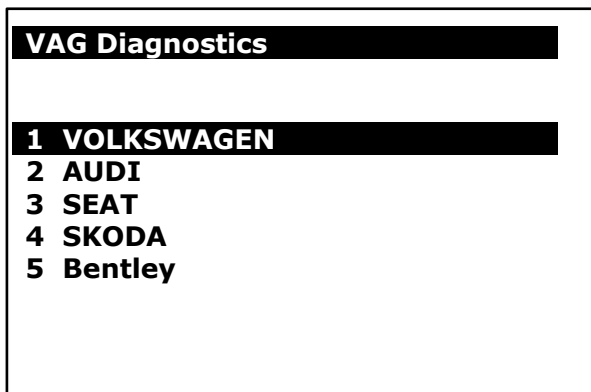 VAG Diagnostics
1 VOLKSWAGEN
2 AUDI
3 SEAT
4 SKODA
5 Bentley